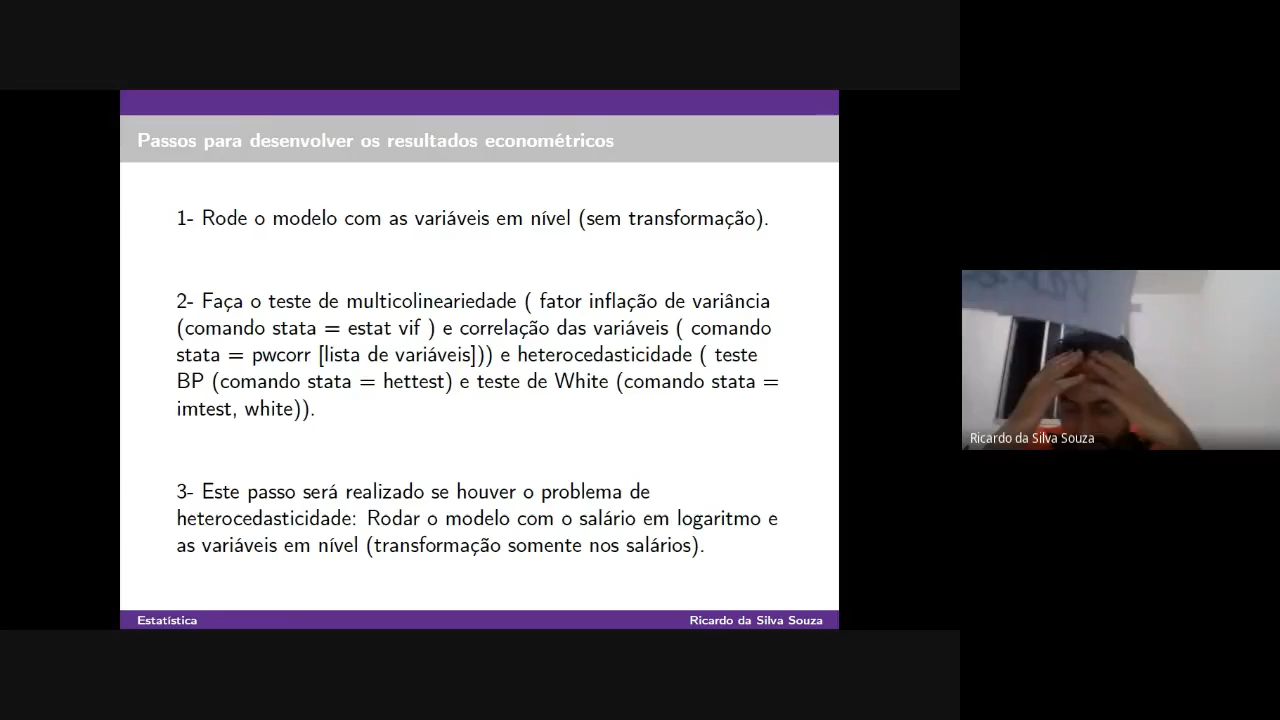 Passos para desenvolver os resultados econométricos
1- Rode o modelo com as variáveis em nível (sem transformação).
2- Faça o teste de multicolineariedade ( fator inflação de variância
(comando stata = estat vif ) e correlação das variáveis ( comando
stata = pwcorr [lista de variáveis])) e heterocedasticidade ( teste
BP (comando stata = hettest) e teste de White (comando stata =
imtest, white)).
3- Este passo será realizado se houver o problema de
heterocedasticidade: Rodar o modelo com o salário em logaritmo e
as variáveis em nível (transformação somente nos salários).
Estatística
Ricardo da Silva Souza
Ricardo da Silva Souza